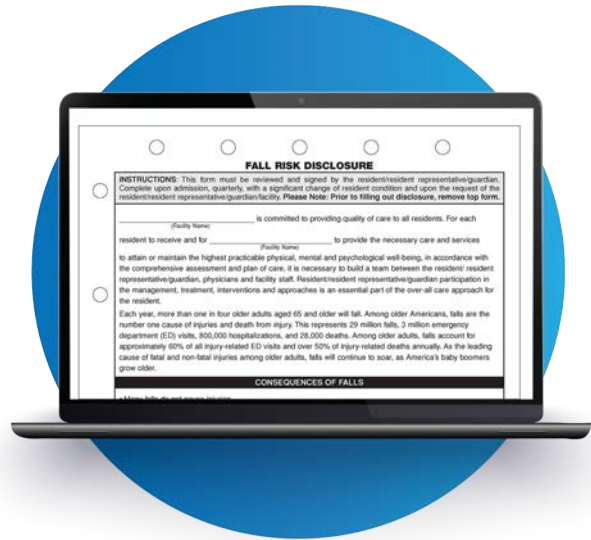 FALL RISK DISCLOSURE
INSTRUCTIONS: This form must be reviewed and signed by the resident/resident representative/guardian.
Complete upon admission, quarterly, with a significant change of resident condition and upon the request of the
resident/resident representative/guardian/facility. Please Note: Prior to filling out disclosure, remove top form.
____________________ is committed to providing quality of care to all residents. For each
(Facility Name)
resident to receive and for ____________________ to provide the necessary care and services
(Facility Name)
to attain or maintain the highest practicable physical, mental and psychological well-being, in accordance with
the comprehensive assessment and plan of care, it is necessary to build a team between the resident/ resident
representative/guardian, physicians and facility staff. Resident/resident representative/guardian participation in
the management, treatment, interventions and approaches is an essential part of the over-all care approach for
the resident.
Each year, more than one in four older adults aged 65 and older will fall. Among older Americans, falls are the
number one cause of injuries and death from injury. This represents 29 million falls, 3 million emergency
department (ED) visits, 800,000 hospitalizations, and 28,000 deaths. Among older adults, falls account for
approximately 60% of all injury-related ED visits and over 50% of injury-related deaths annually. As the leading
cause of fatal and non-fatal injuries among older adults, falls will continue to soar, as America's baby boomers
grow older.
CONSEQUENCES OF FALLS
• Many falls do not cause injuries